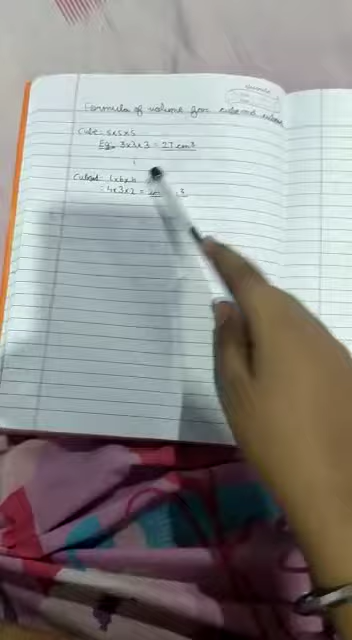 Formula of volume for cube and cuboid
Cube: S×S×S
Eg:- 3×3×3 = 27 cm³
Cuboid L×b×h
: 4×3×2 =